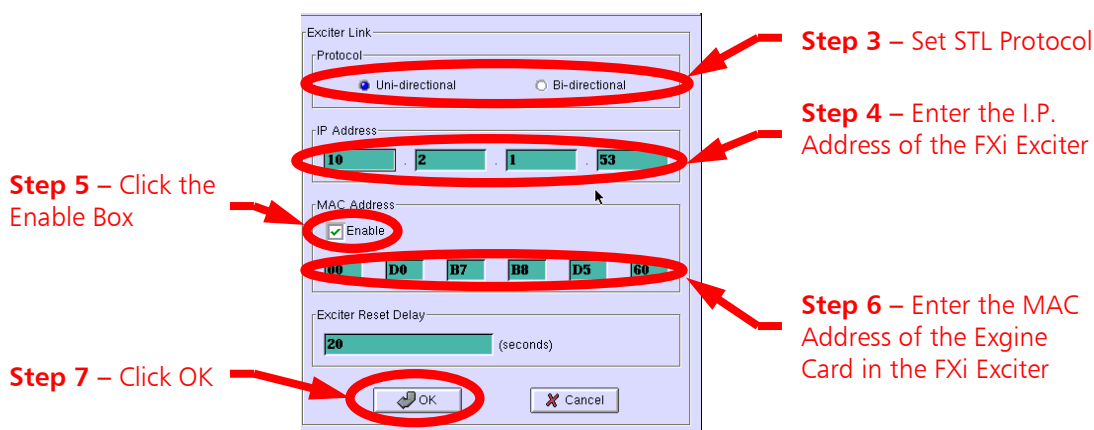 Exciter Link
Protocol
Uni-directional Bi-directional
Step 3 – Set STL Protocol
IP Address
10 . 2 . 1 . 53
Step 4 – Enter the I.P.
Address of the FXi Exciter
Step 5 – Click the
Enable Box
MAC Address
Enable
00 D0 B7 B8 D5 60
Step 6 – Enter the MAC
Address of the Exgine
Card in the FXi Exciter
Exciter Reset Delay
20 (seconds)
Step 7 – Click OK
OK Cancel